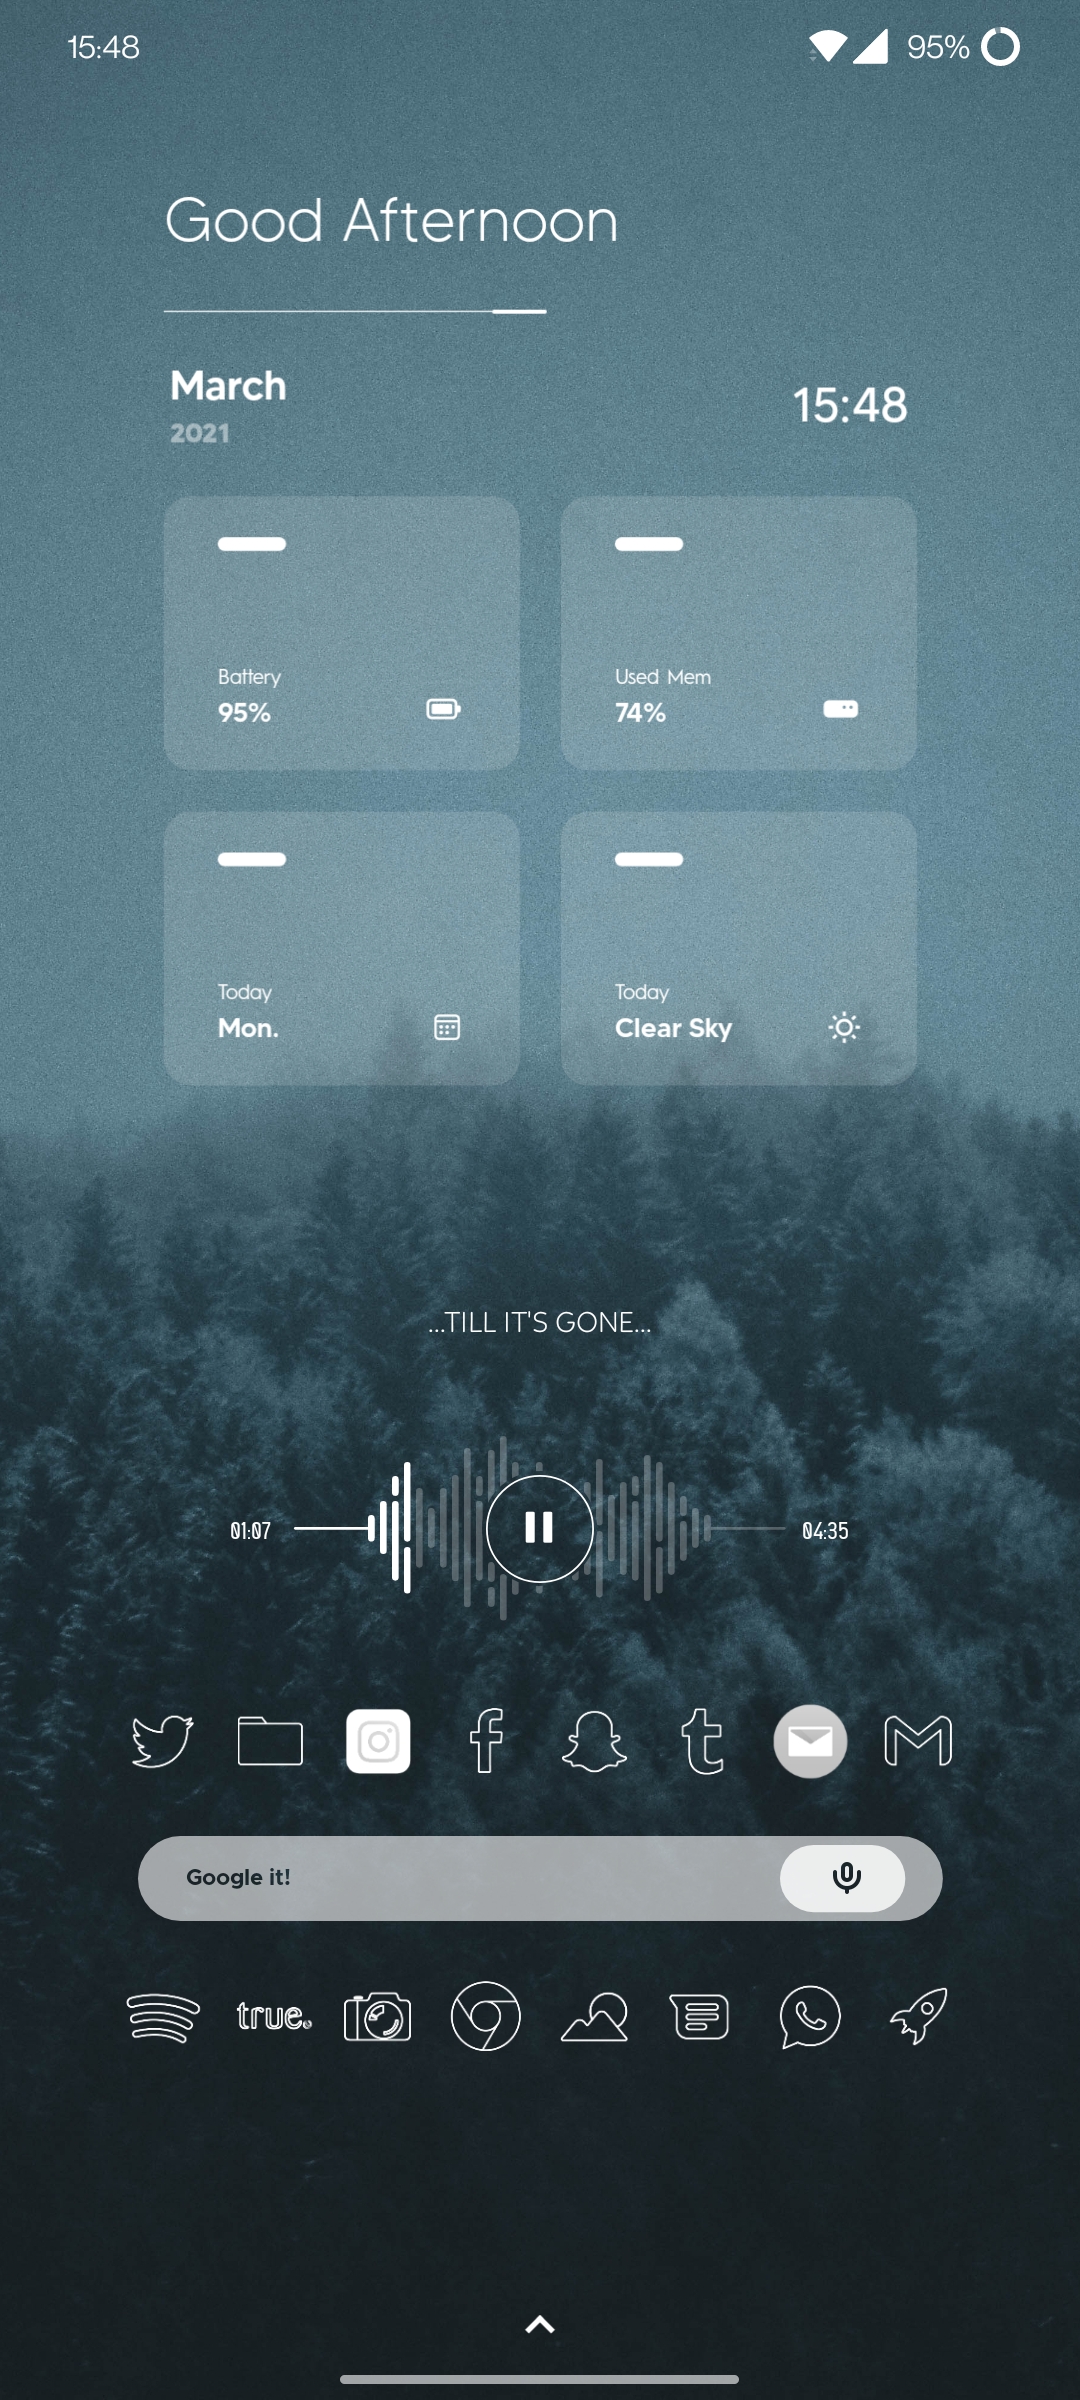 15:48 95%
Good Afternoon
March
2021
15:48
Battery
95%
Used Mem
74%
Today
Mon.
Today
Clear Sky
...TILL IT'S GONE...
01:07
04:35
Google it!
true.